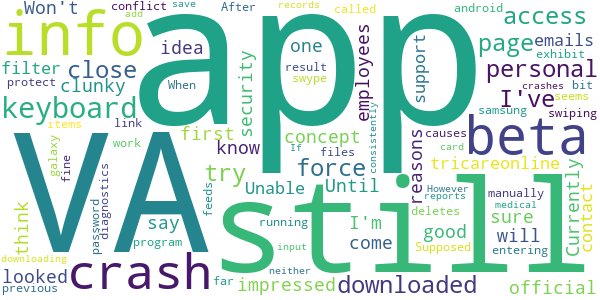 After conflict called records save android
Won't add
info app access
idea one support page emails
filter close When employees exhibit
protect clunky result swype security personal crashes bit
keyboard link first concept I've seems
items work know If files consistently causes samsung swiping
VA still beta
galaxy fine try force reasons card tricareonline
think password diagnostics Unable Until However manually
feeds reports medical sure Currently contact
say running I'm deletes Supposed entering
program input come good will
crash far neither
looked impressed downloaded official
downloading previous